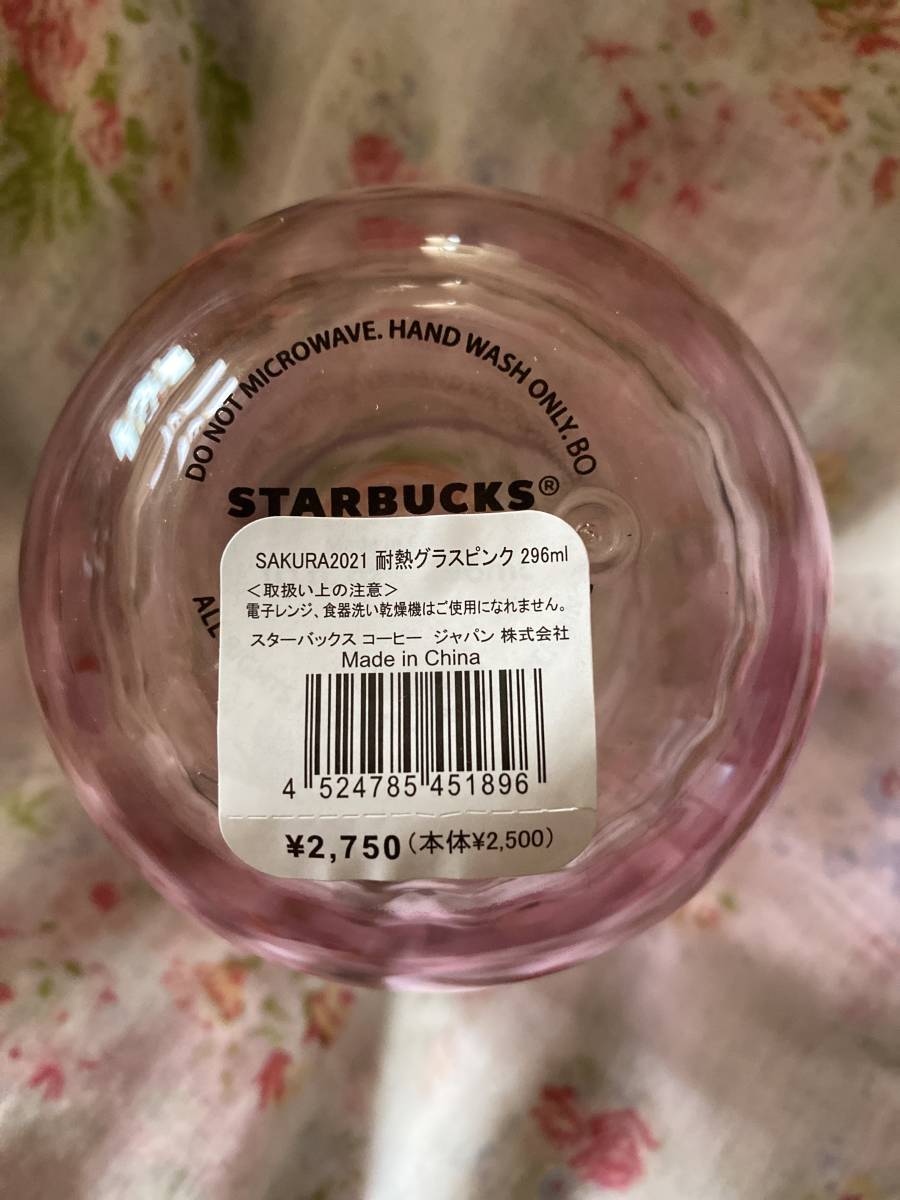 DO NOT MICROWAVE. HAND WASH ONLY. BO
STARBUCKS®
ALL
SAKURA2021 耐熱グラスピンク 296ml
＜取扱い上の注意＞
電子レンジ、食器洗い乾燥機はご使用になれません。
スターバックス コーヒー ジャパン 株式会社
Made in China
4 524785 451896
¥2,750(本体¥2,500)